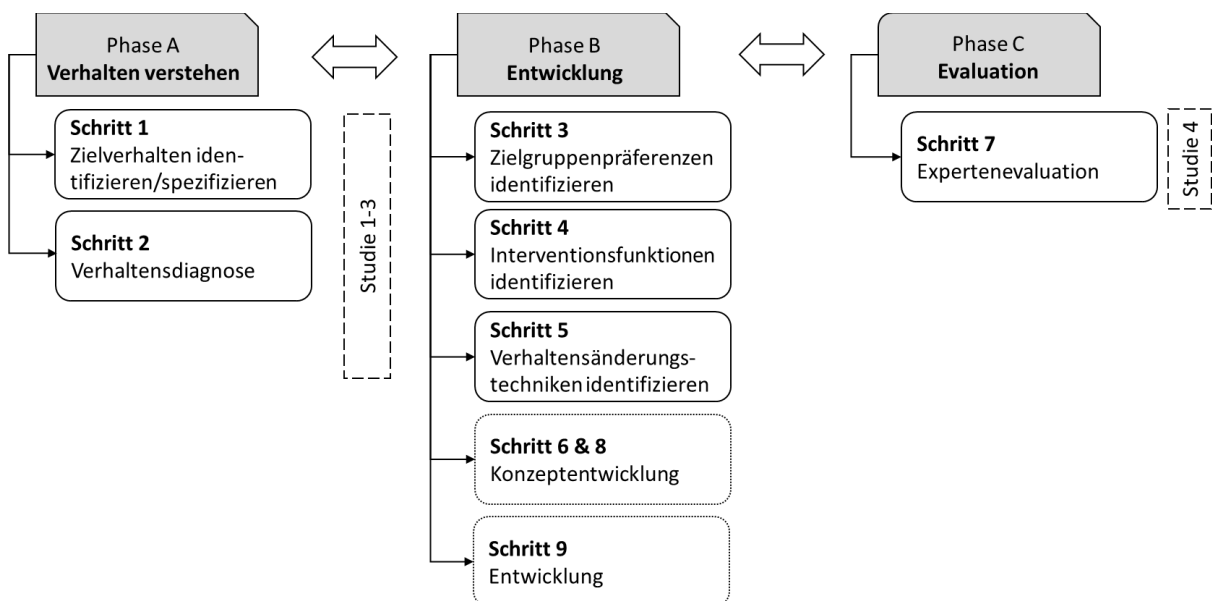 Phase A
Verhalten verstehen
Schritt 1
Zielverhalten iden-
tifizieren/spezifizieren
Schritt 2
Verhaltensdiagnose
Studie 1-3
Phase B
Entwicklung
Schritt 3
Zielgruppenpräferenzen
identifizieren
Schritt 4
Interventionsfunktionen
identifizieren
Schritt 5
Verhaltensänderungs-
techniken identifizieren
Schritt 6 & 8
Konzeptentwicklung
Schritt 9
Entwicklung
Phase C
Evaluation
Schritt 7
Expertenevaluation
Studie 4